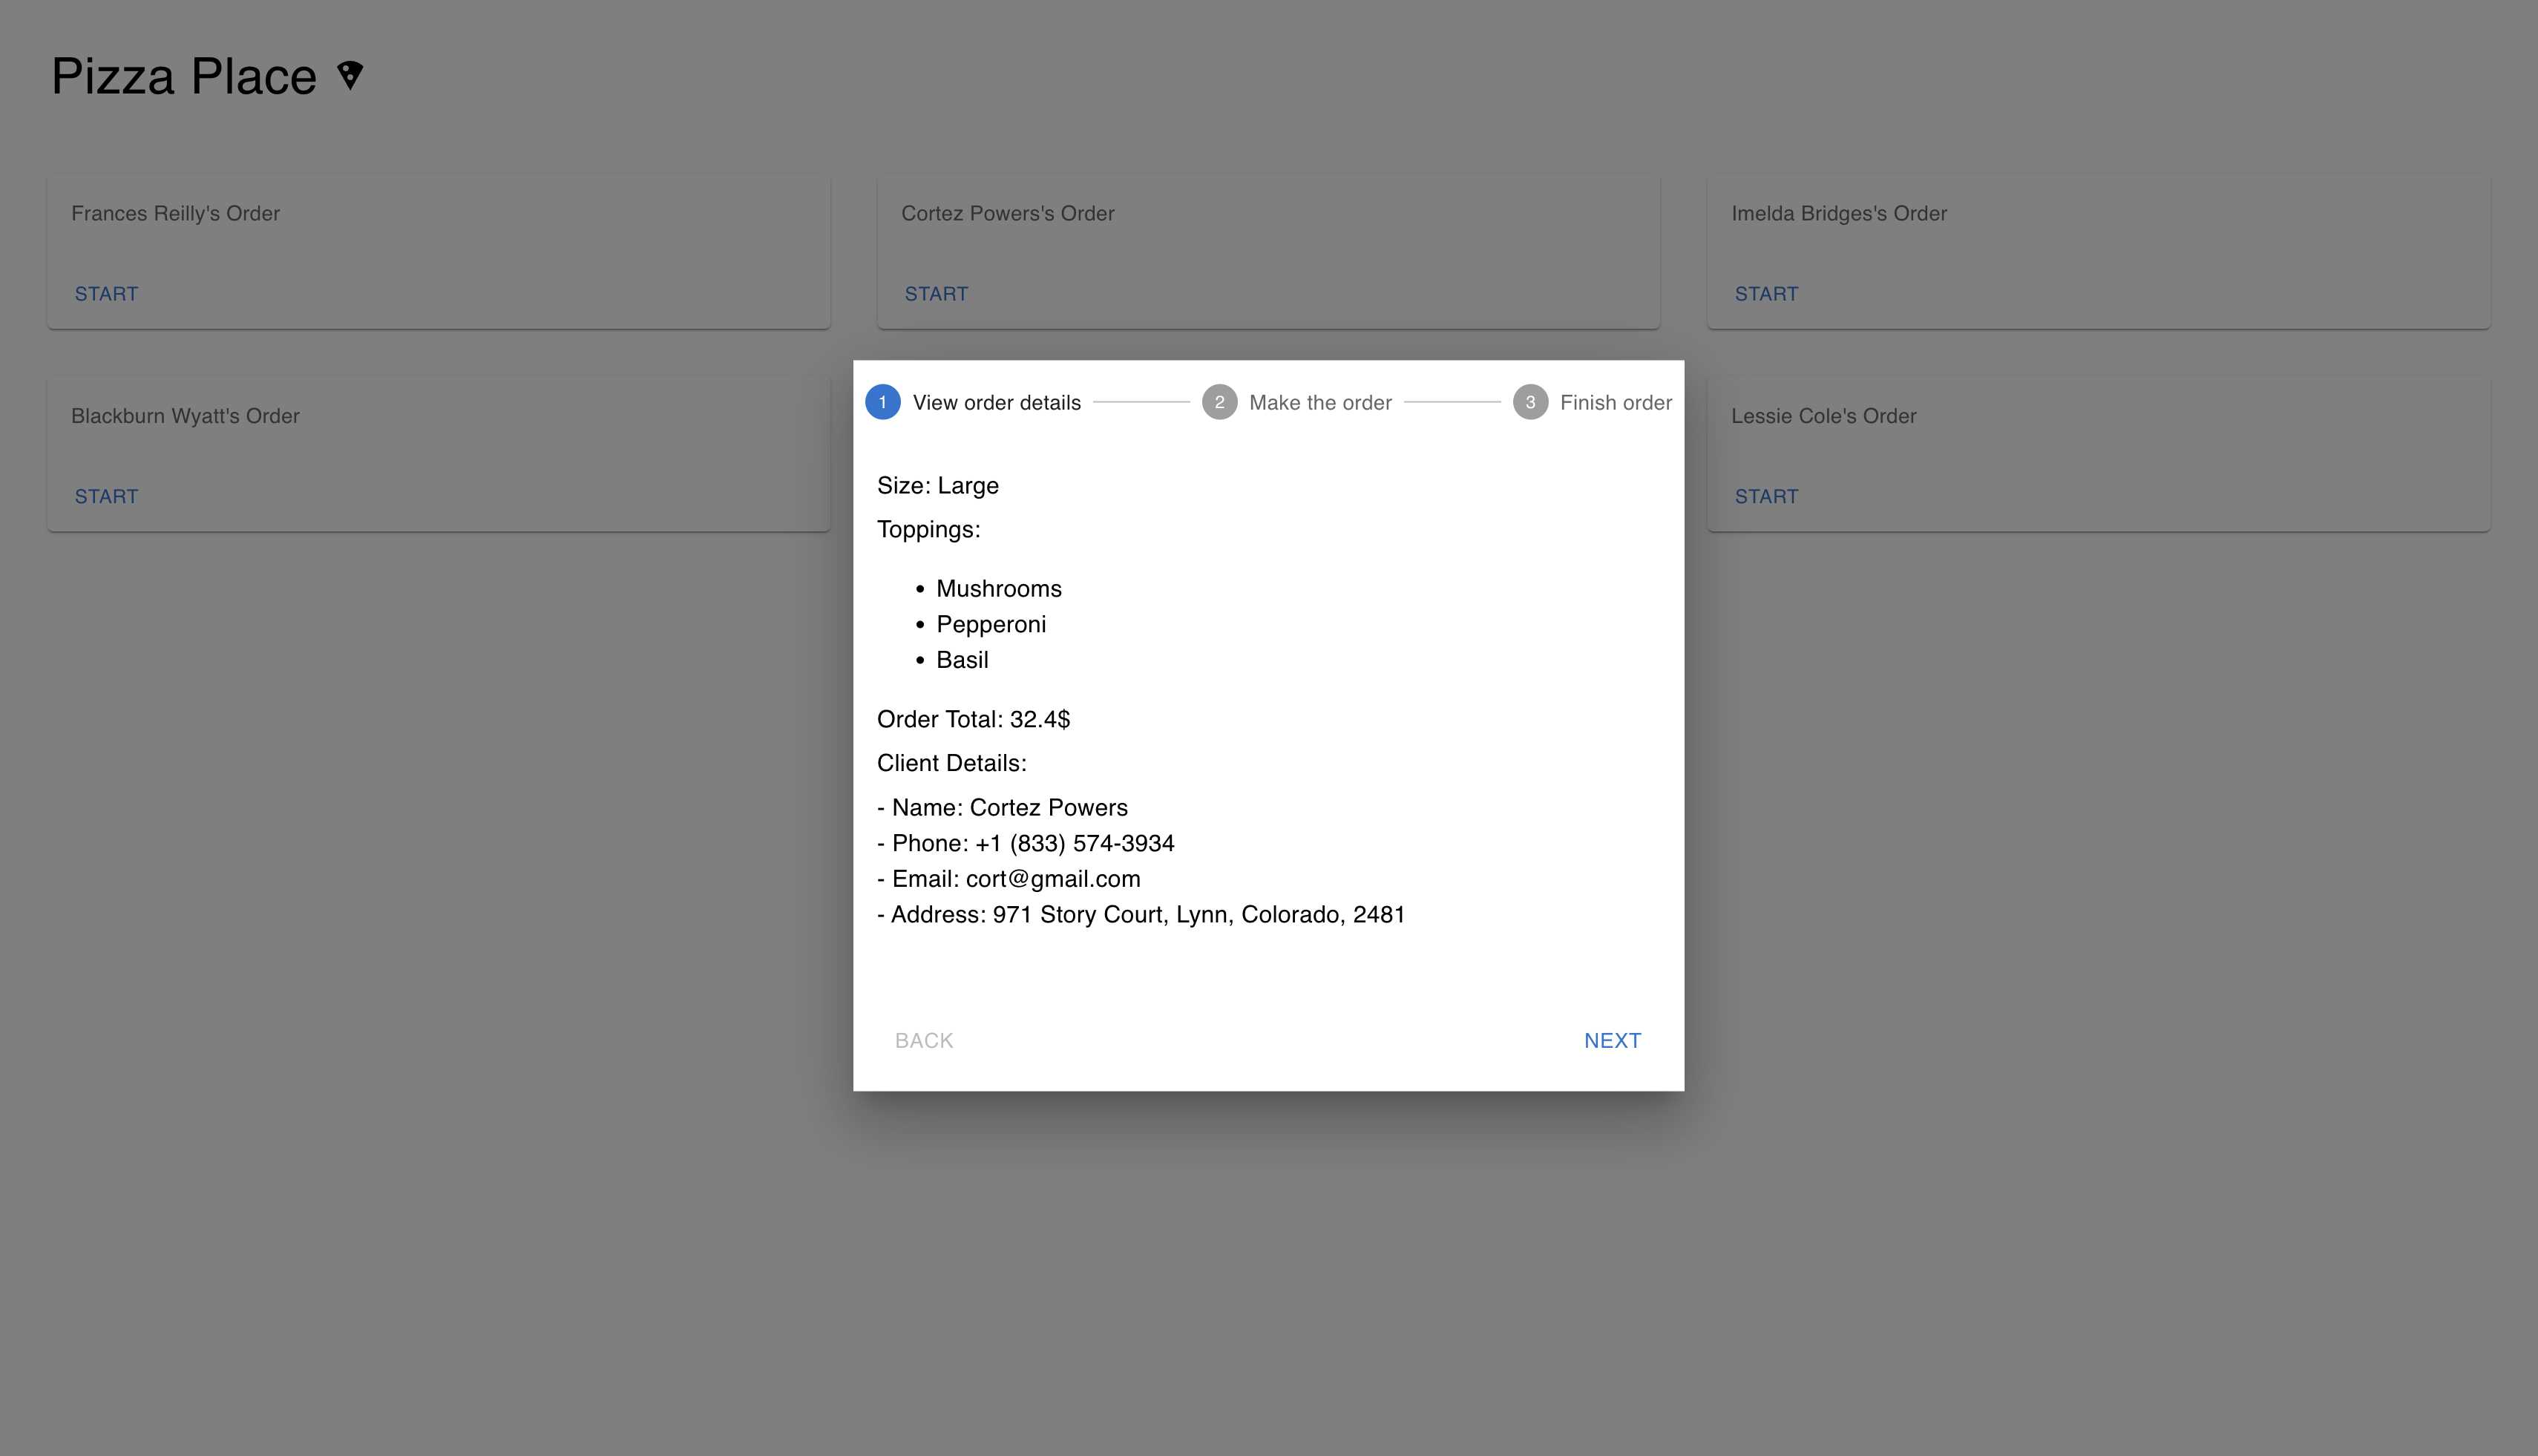 Pizza Place
Frances Reilly's Order
START
Cortez Powers's Order
START
Imelda Bridges's Order
START
Blackburn Wyatt's Order
START
Lessie Cole's Order
START
1 View order details 2 Make the order 3 Finish order
Size: Large
Toppings:
• Mushrooms
• Pepperoni
• Basil
Order Total: 32.4$
Client Details:
- Name: Cortez Powers
- Phone: +1 (833) 574-3934
- Email: cort@gmail.com
- Address: 971 Story Court, Lynn, Colorado, 2481
BACK NEXT